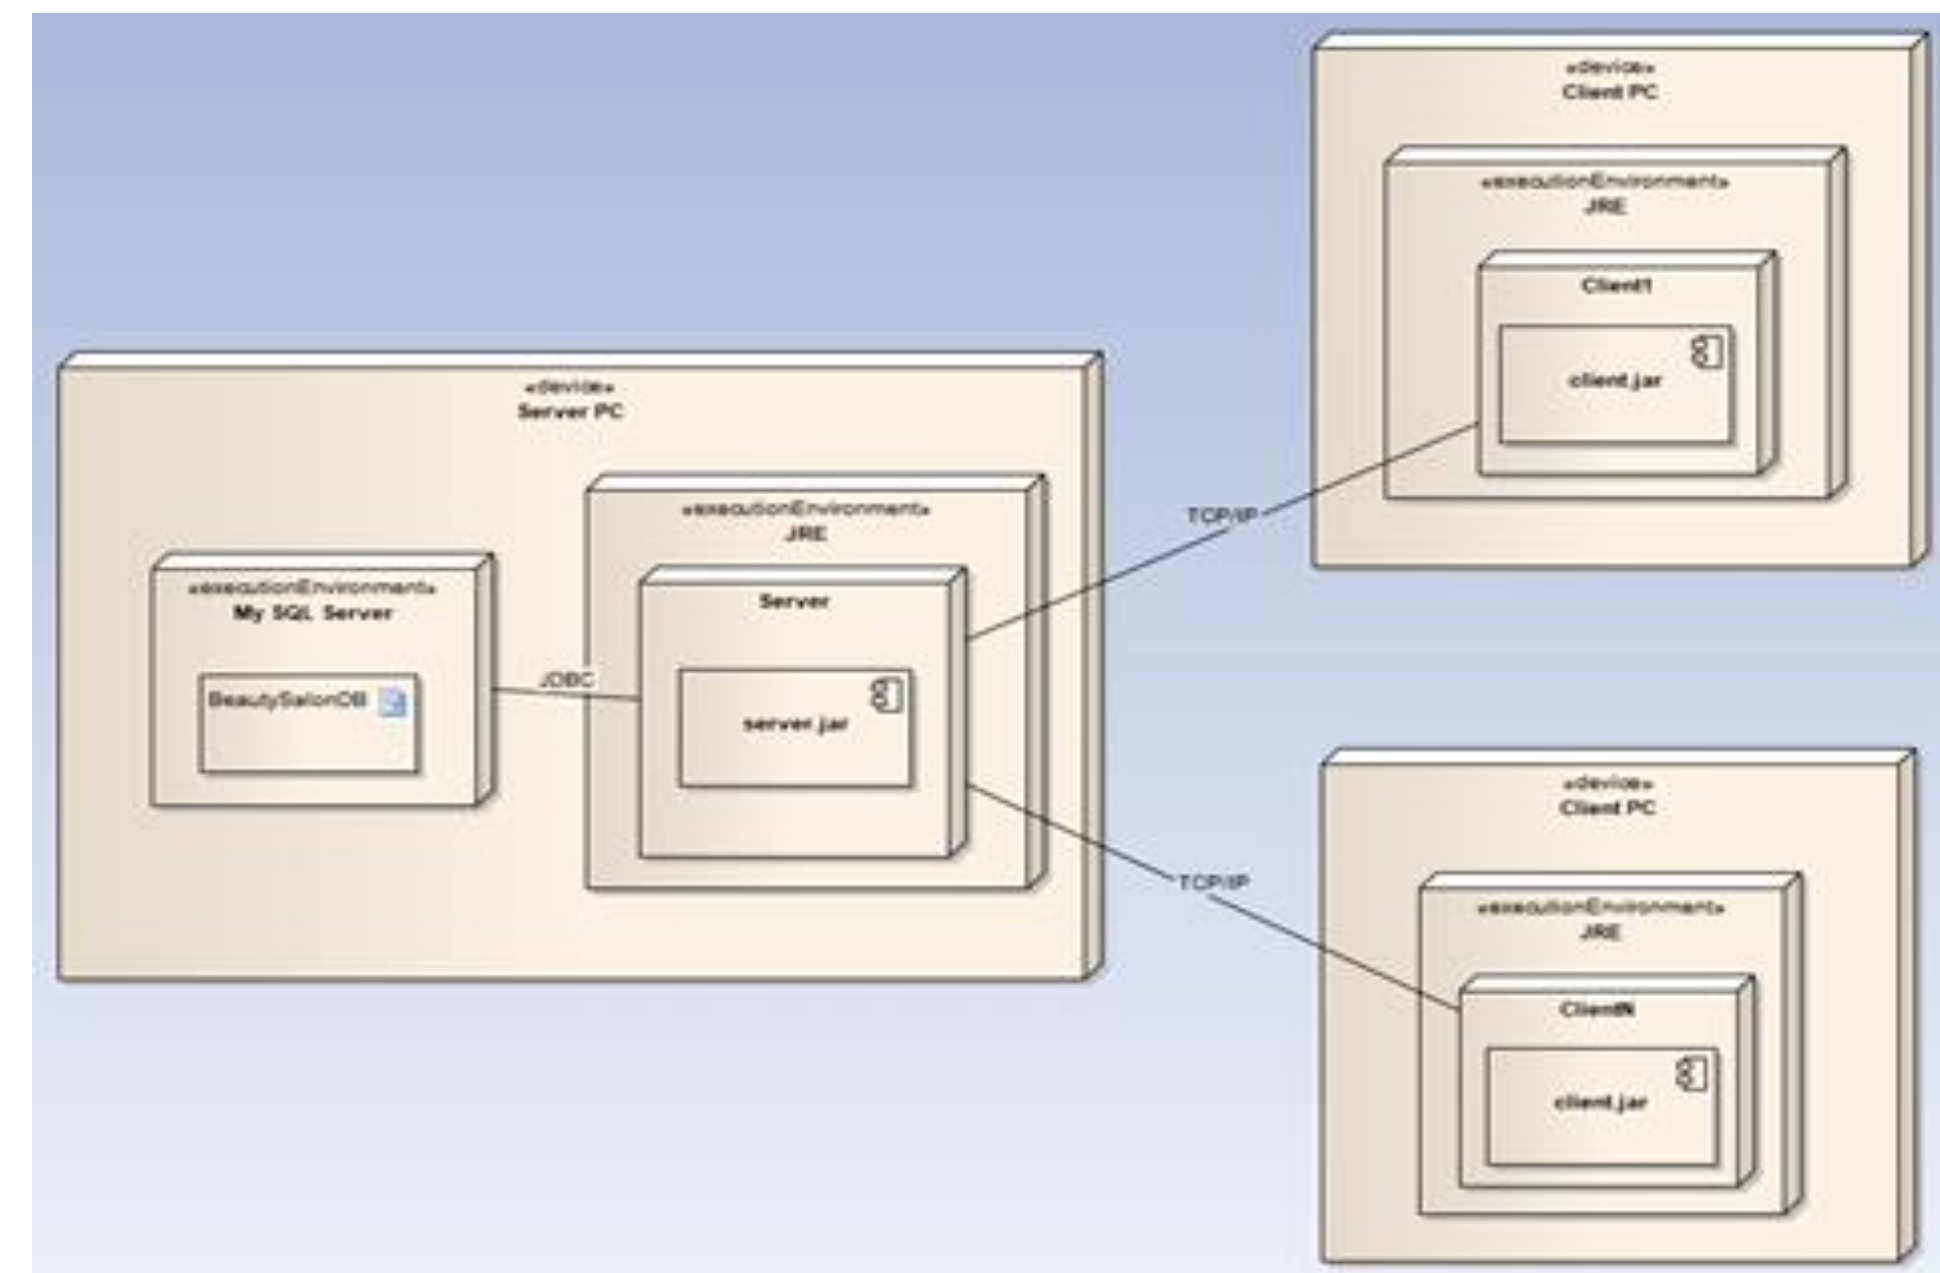 «device»
Client PC
«executionEnvironment»
JRE
Client1
client.jar
«device»
Server PC
«executionEnvironment»
JRE
Server
server.jar
«executionEnvironment»
My SQL Server
BeautySalonDB
JDBC
TCP/IP
TCP/IP
«device»
Client PC
«executionEnvironment»
JRE
ClientN
client.jar